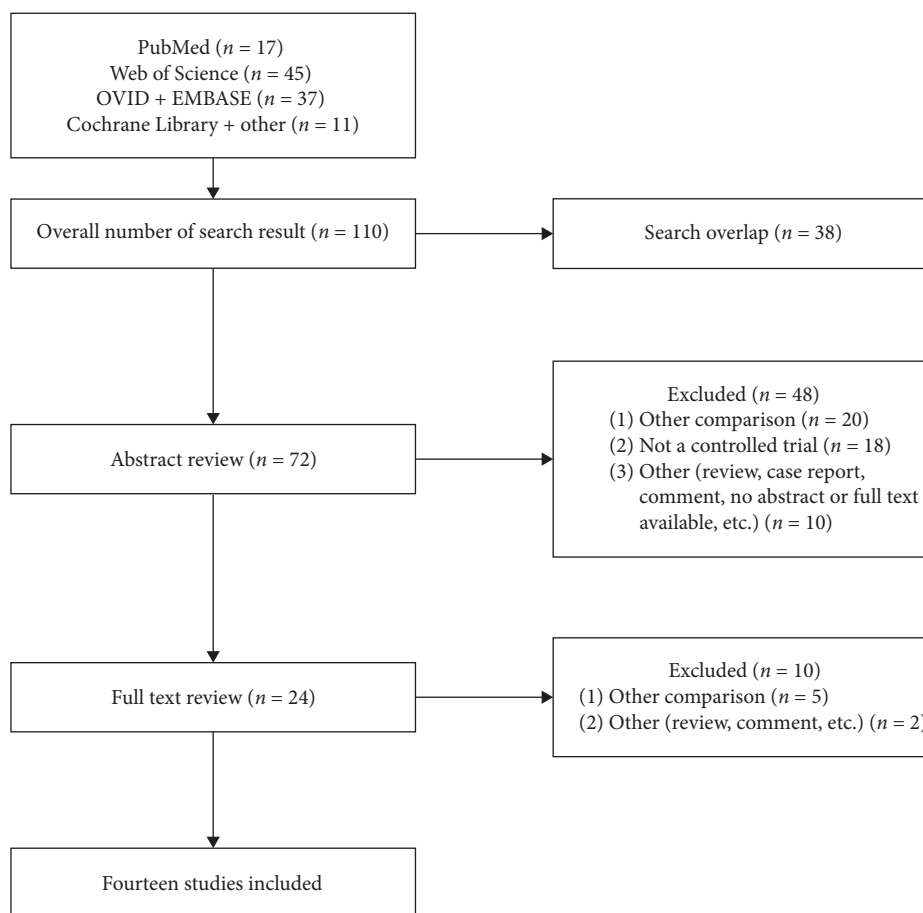 PubMed (n = 17)
Web of Science (n = 45)
OVID + EMBASE (n = 37)
Cochrane Library + other (n = 11)
Overall number of search result (n = 110)
Search overlap (n = 38)
Excluded (n = 48)
(1) Other comparison (n = 20)
(2) Not a controlled trial (n = 18)
(3) Other (review, case report,
comment, no abstract or full text
available, etc.) (n = 10)
Abstract review (n = 72)
Excluded (n = 10)
(1) Other comparison (n = 5)
(2) Other (review, comment, etc.) (n = 2)
Full text review (n = 24)
Fourteen studies included